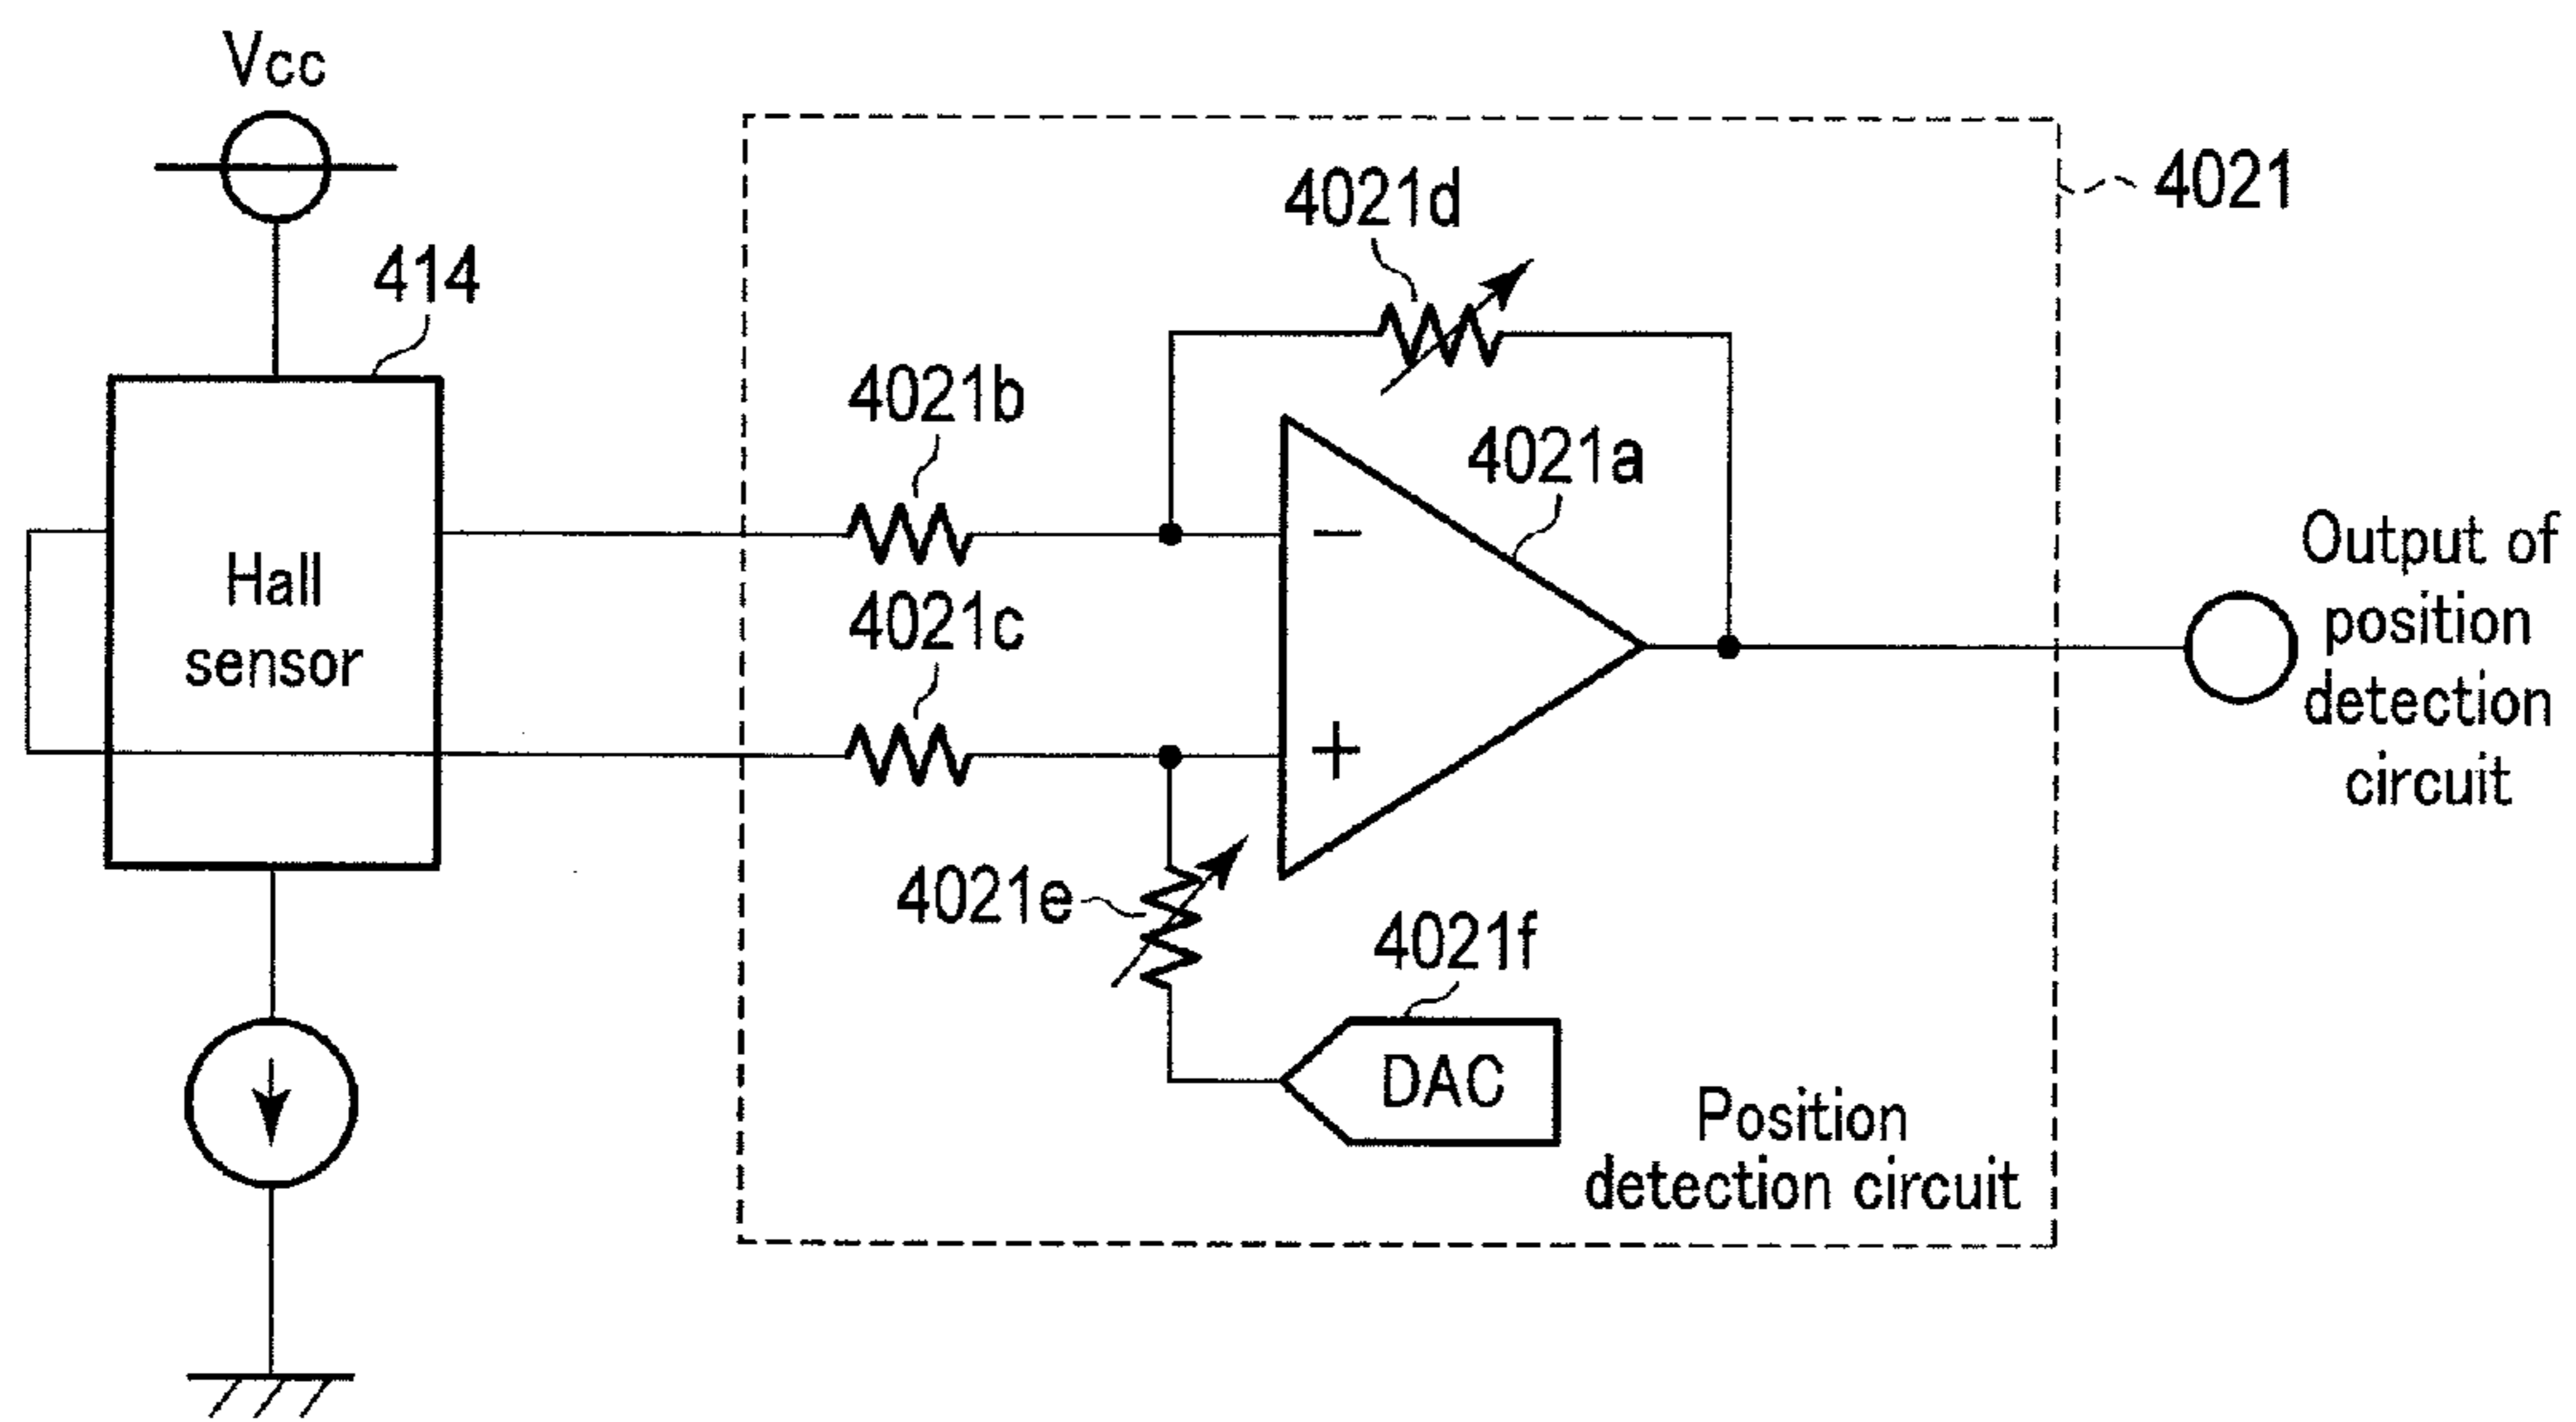 Vcc
414
Hall
sensor
4021
4021d
4021b
4021a
4021c
−
+
4021e
4021f
DAC
Position
detection circuit
Output of
position
detection
circuit